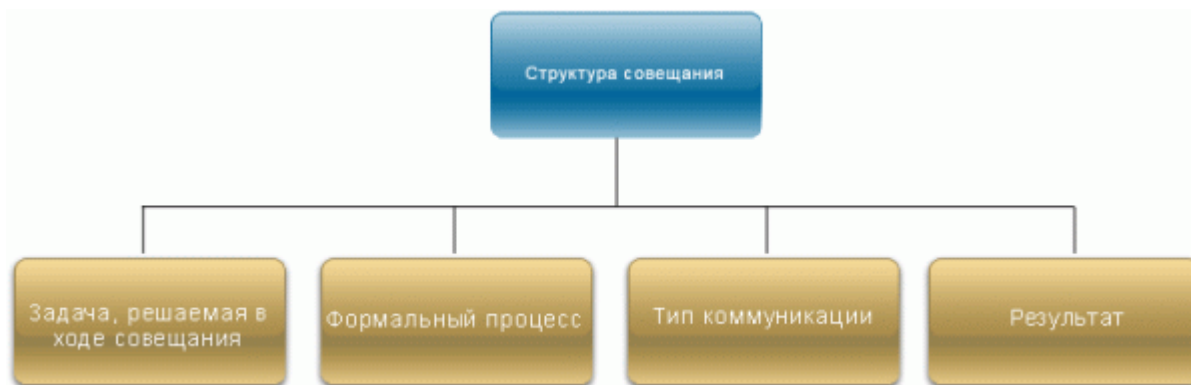 Структура совещания
Задача, решаемая в
ходе совещания
Формальный процесс
Тип коммуникации
Результат